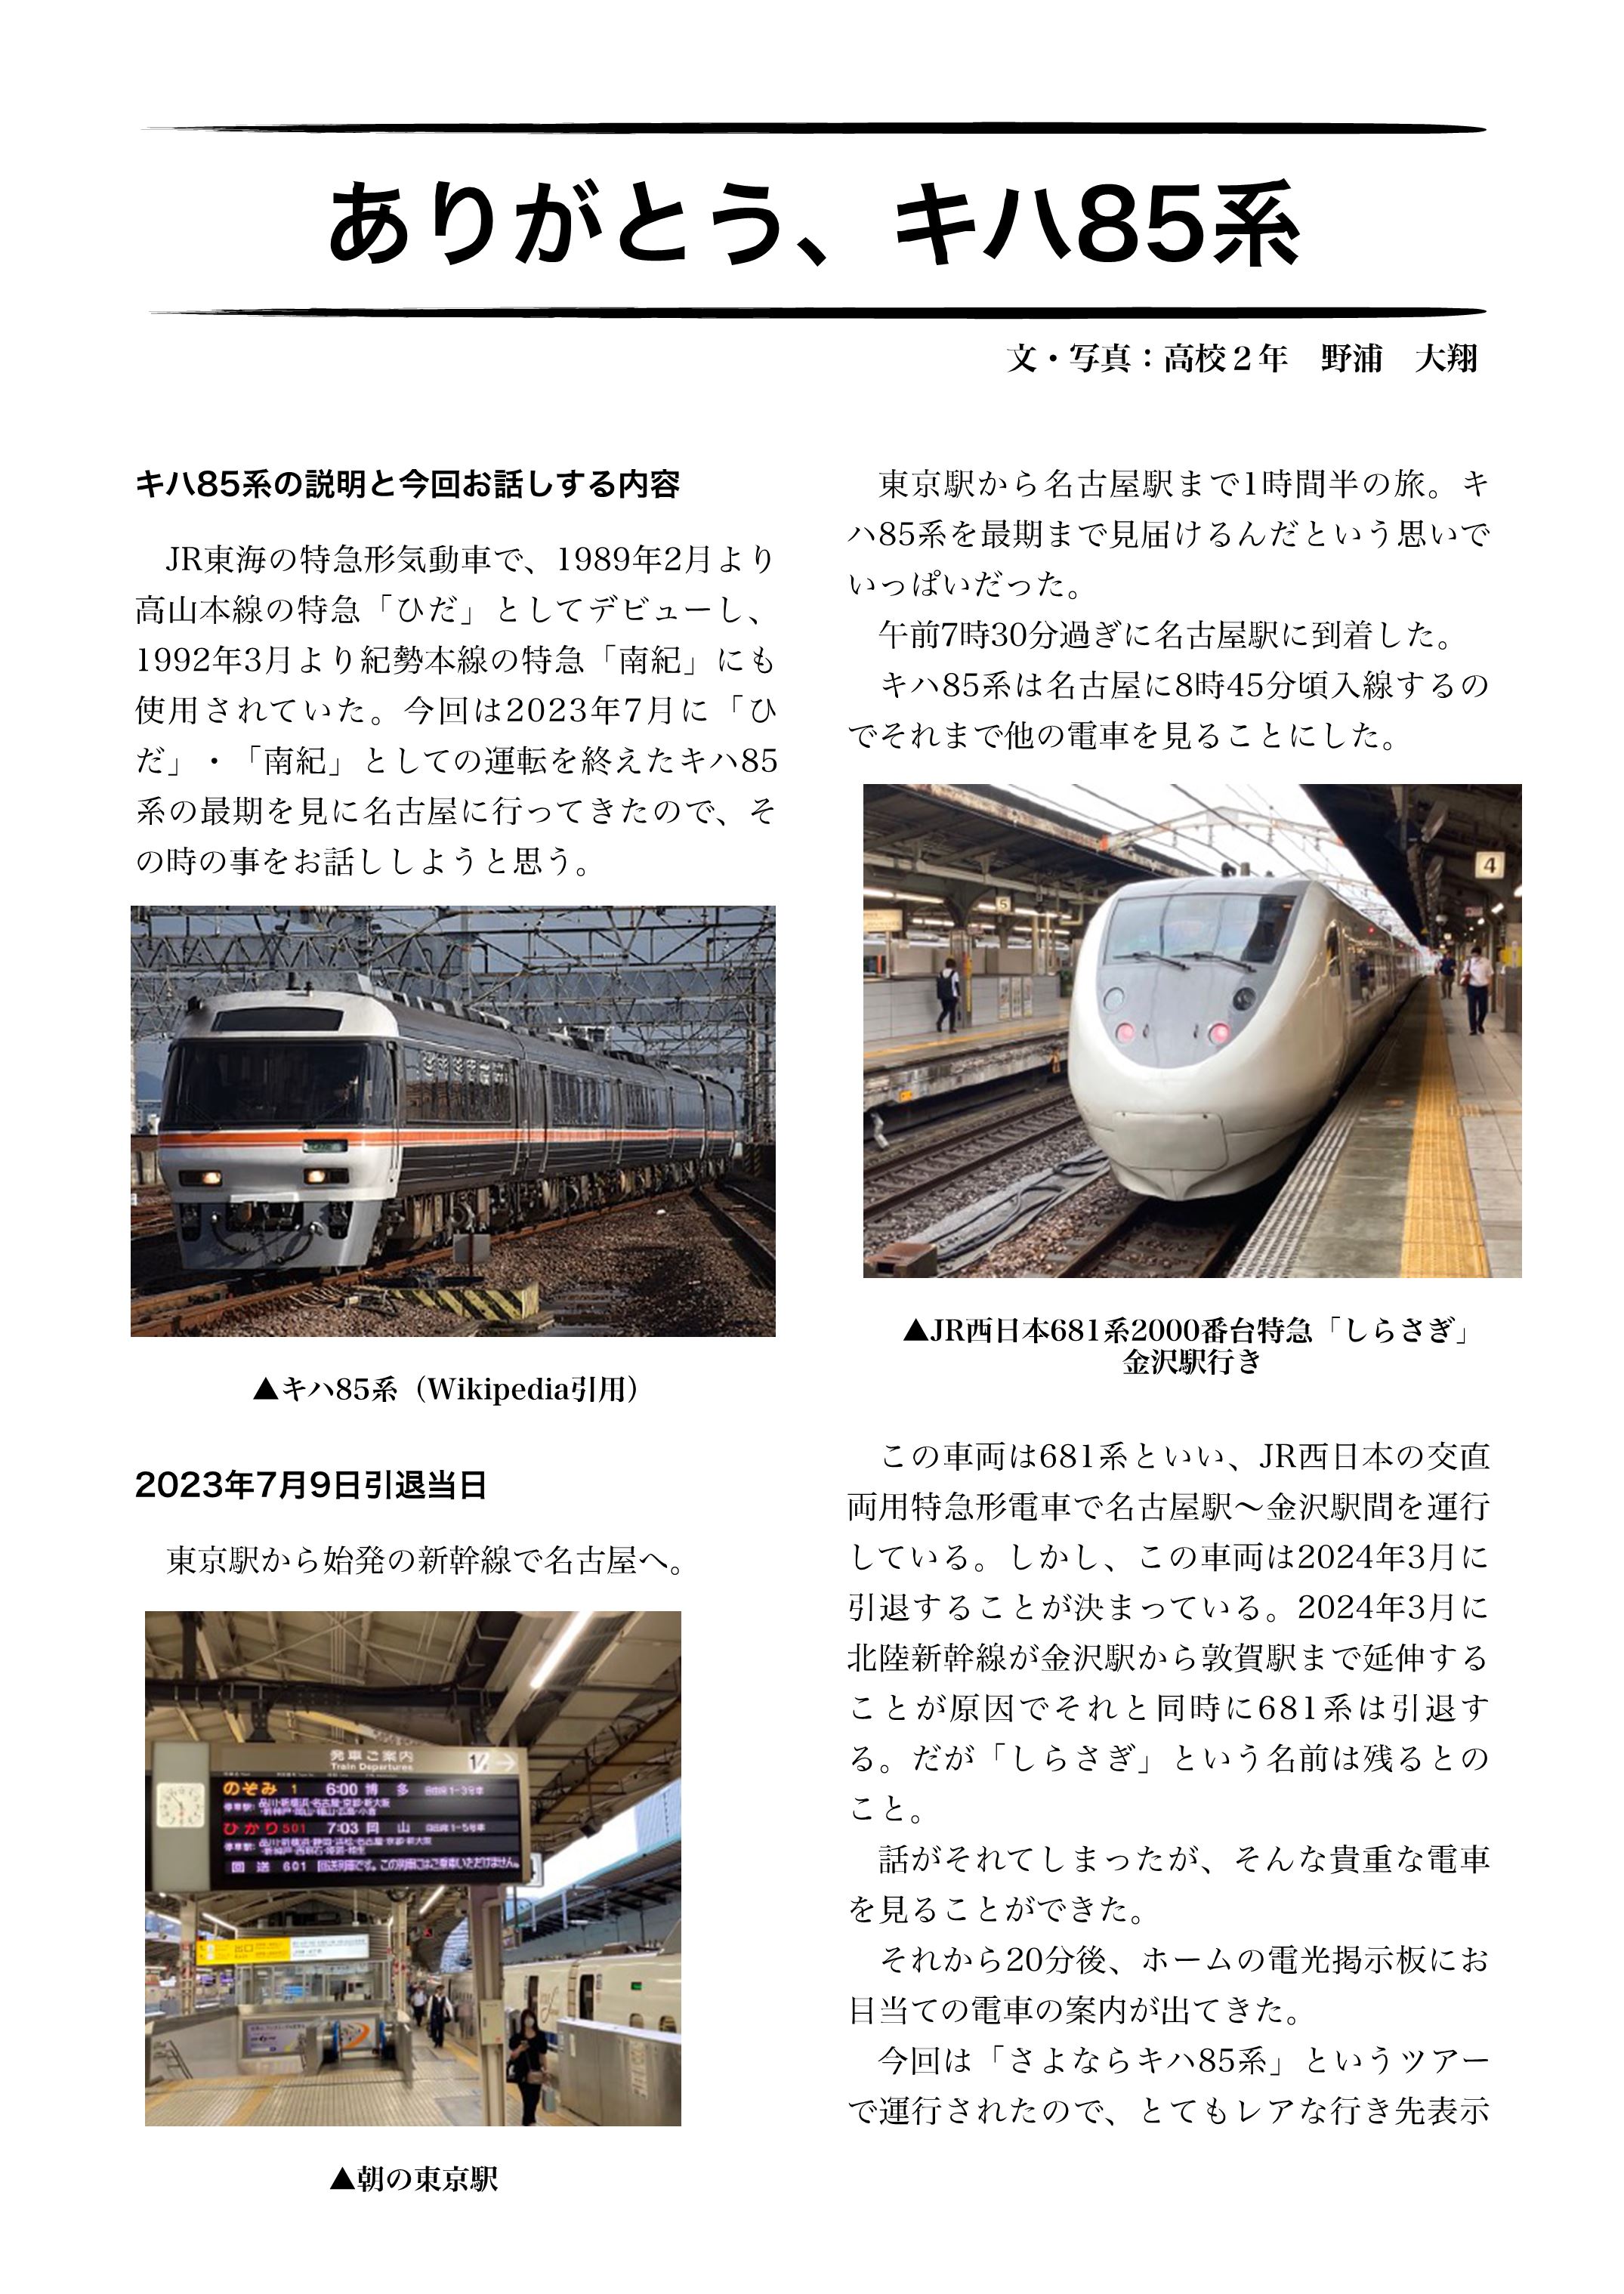 ありがとう、キハ85系
文・写真：高校２年　野浦　大翔
キハ85系の説明と今回お話しする内容
　JR東海の特急形気動車で、1989年2月より
高山本線の特急「ひだ」としてデビューし、
1992年3月より紀勢本線の特急「南紀」にも
使用されていた。今回は2023年7月に「ひ
だ」・「南紀」としての運転を終えたキハ85
系の最期を見に名古屋に行ってきたので、そ
の時の事をお話ししようと思う。
▲キハ85系（Wikipedia引用）
2023年7月9日引退当日
　東京駅から始発の新幹線で名古屋へ。
発車ご案内
Train Departures
のぞみ 1 6:00 博 多
ひかり501 7:03 岡 山
回 送 601 回送列車です。この列車にはご乗車いただけません。
▲朝の東京駅
　東京駅から名古屋駅まで1時間半の旅。キ
ハ85系を最期まで見届けるんだという思いで
いっぱいだった。
　午前7時30分過ぎに名古屋駅に到着した。
　キハ85系は名古屋に8時45分頃入線するの
でそれまで他の電車を見ることにした。
5
4
▲JR西日本681系2000番台特急「しらさぎ」
金沢駅行き
　この車両は681系といい、JR西日本の交直
両用特急形電車で名古屋駅〜金沢駅間を運行
している。しかし、この車両は2024年3月に
引退することが決まっている。2024年3月に
北陸新幹線が金沢駅から敦賀駅まで延伸する
ことが原因でそれと同時に681系は引退す
る。だが「しらさぎ」という名前は残るとの
こと。
　話がそれてしまったが、そんな貴重な電車
を見ることができた。
　それから20分後、ホームの電光掲示板にお
目当ての電車の案内が出てきた。
　今回は「さよならキハ85系」というツアー
で運行されたので、とてもレアな行き先表示